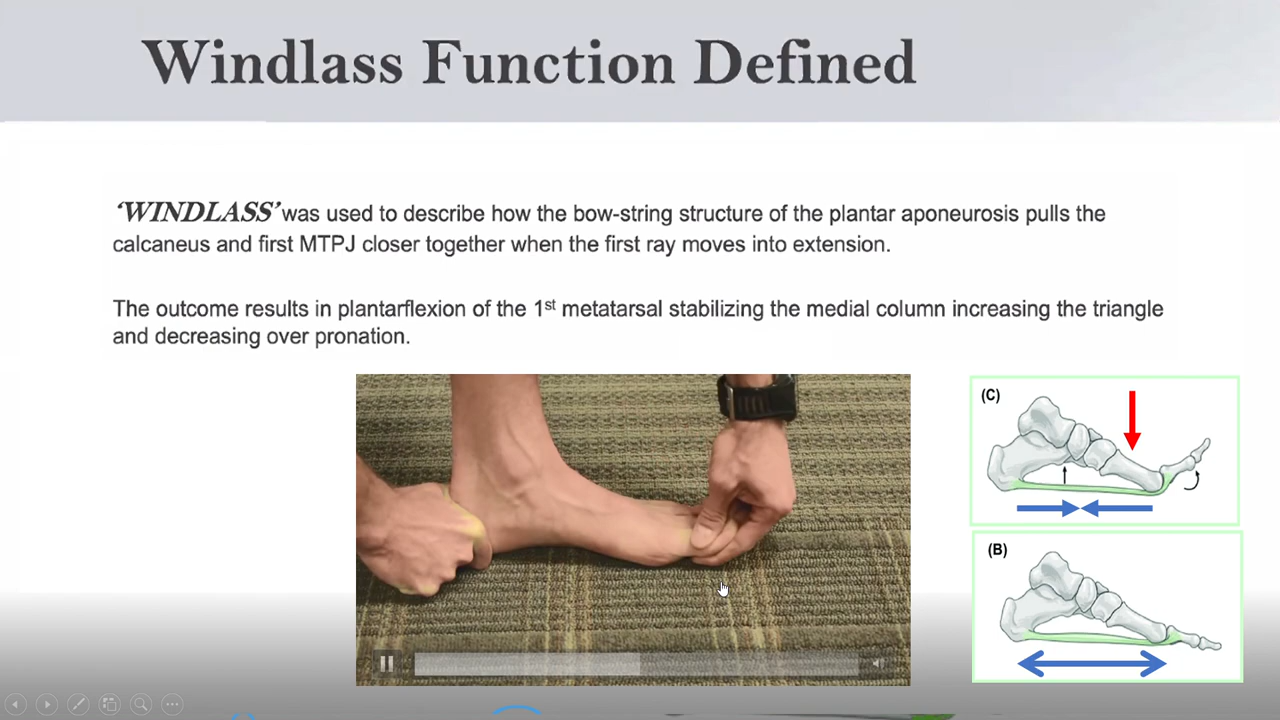 Windlass Function Defined
‘WINDLASS’ was used to describe how the bow-string structure of the plantar aponeurosis pulls the
calcaneus and first MTPJ closer together when the first ray moves into extension.
The outcome results in plantarflexion of the 1st metatarsal stabilizing the medial column increasing the triangle
and decreasing over pronation.
(C)
(B)